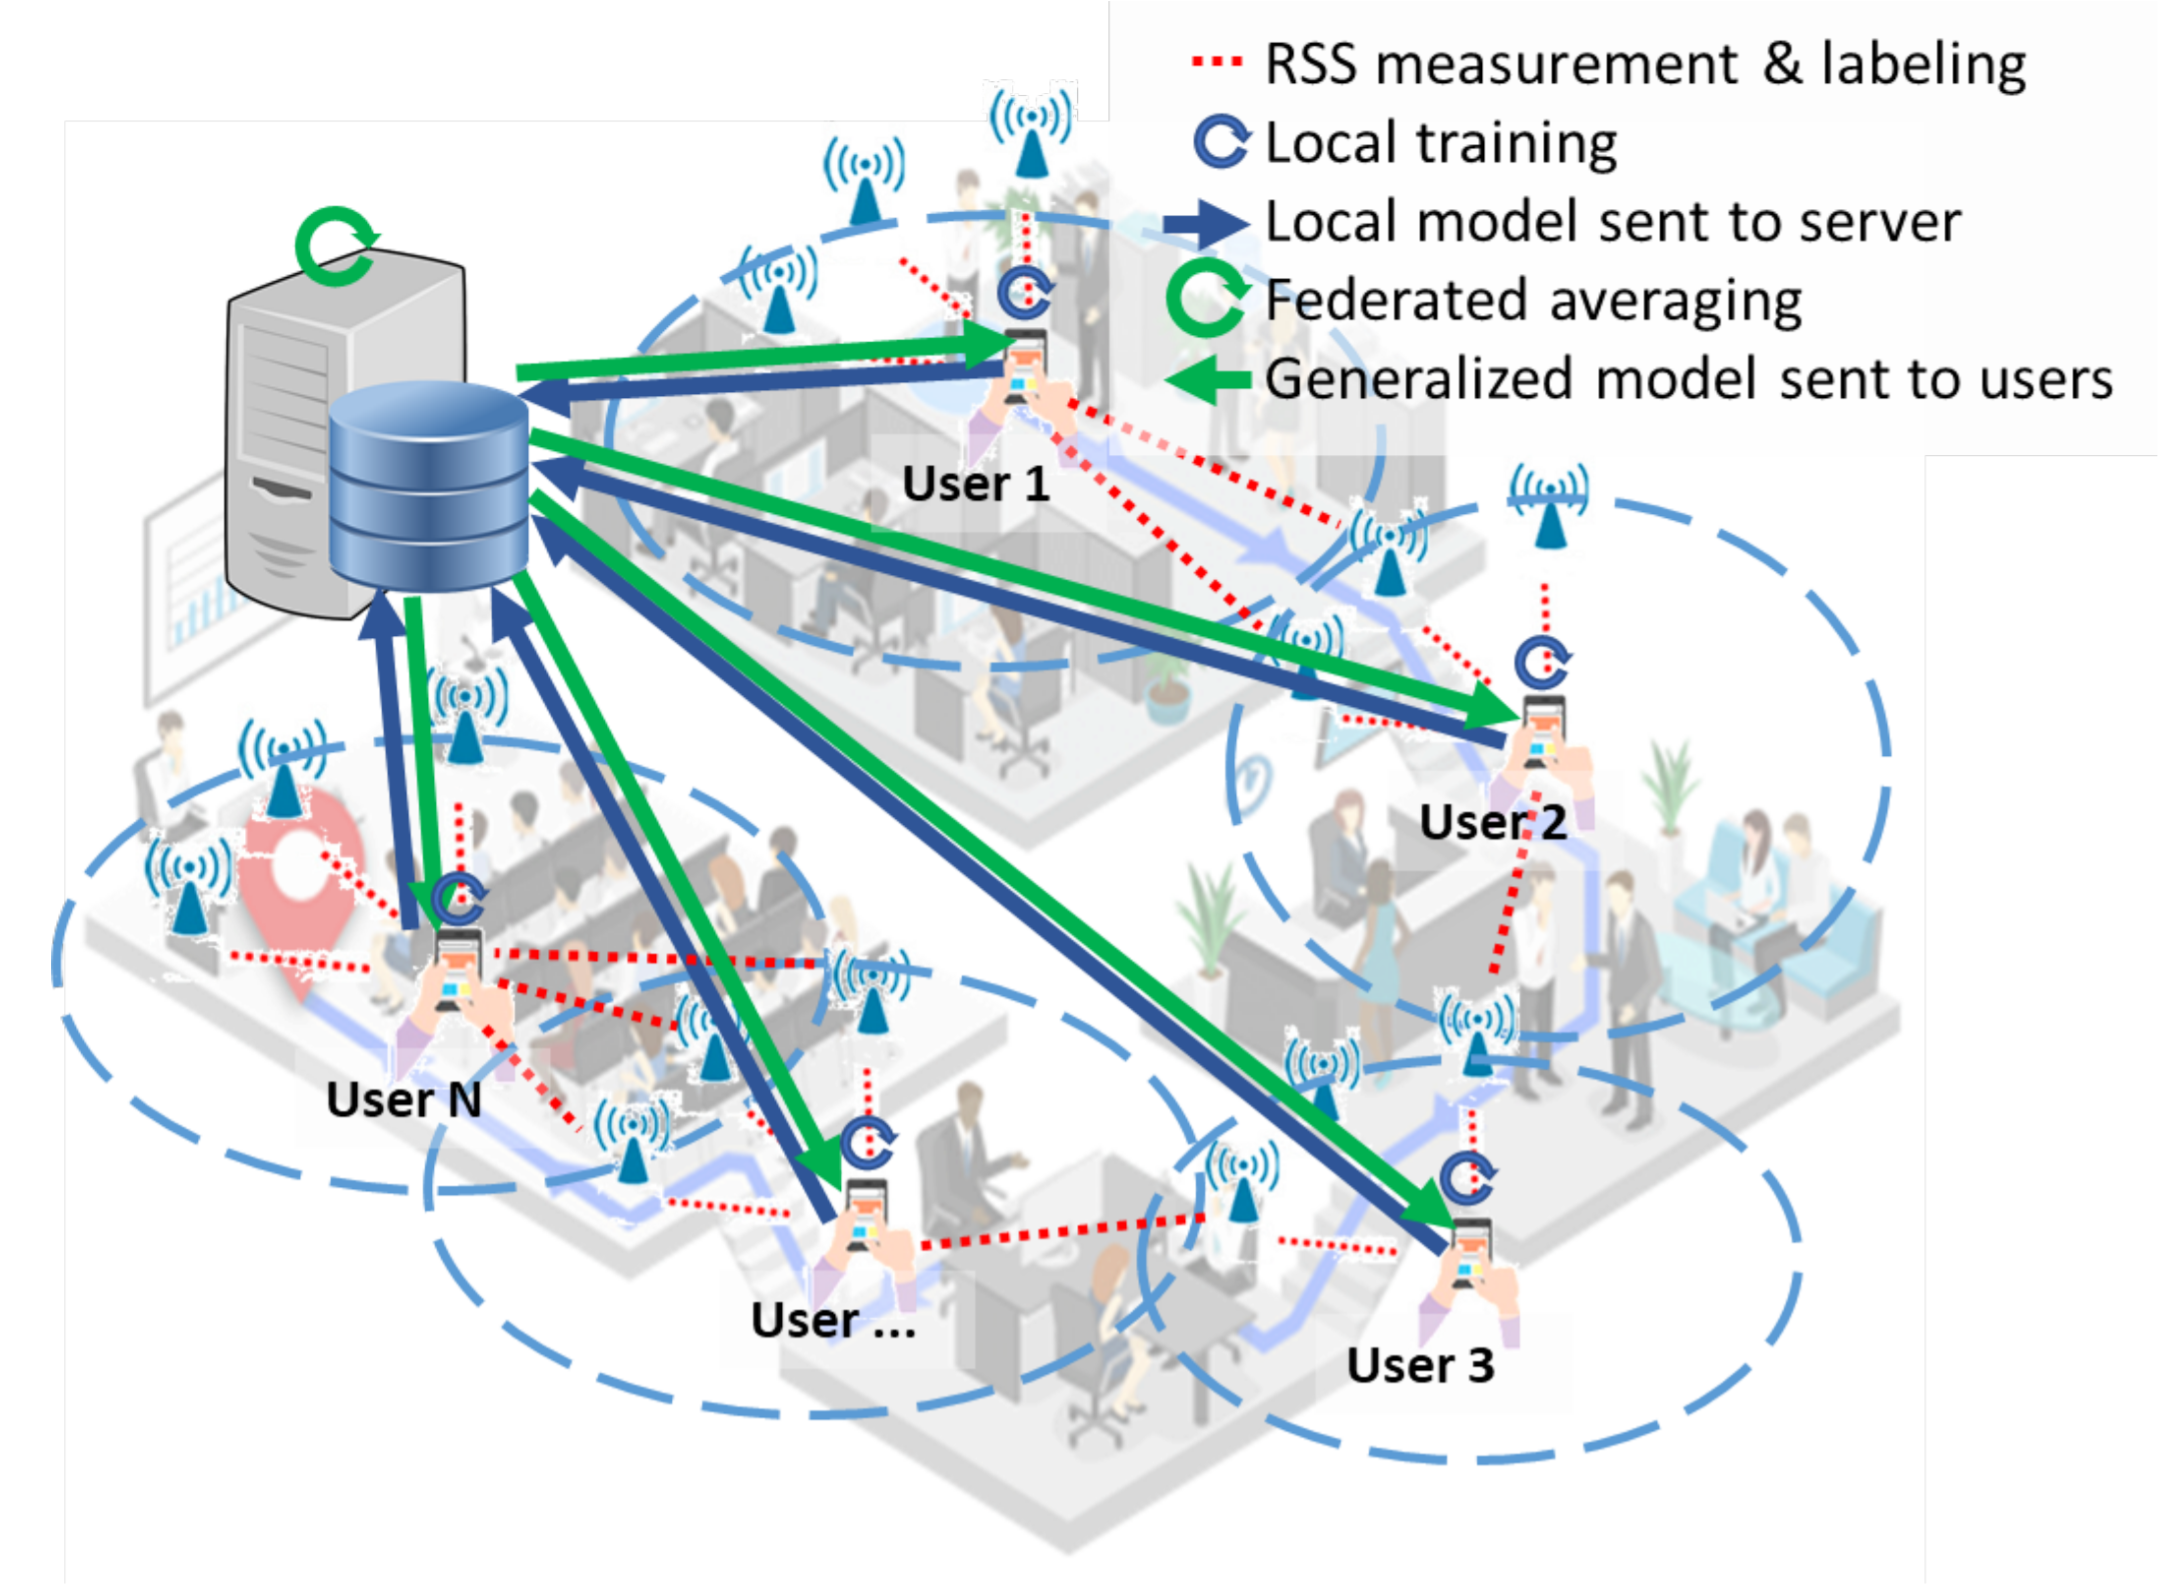 RSS measurement & labeling
Local training
Local model sent to server
Federated averaging
Generalized model sent to users
User 1
User 2
User N
User ...
User 3